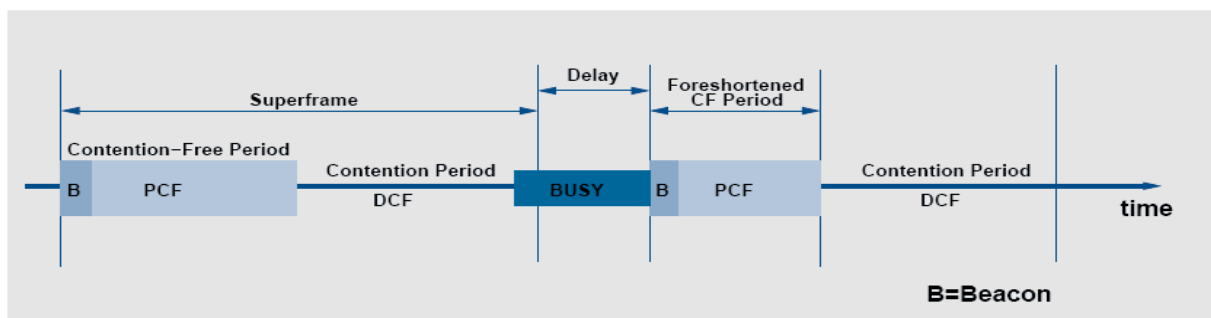 Delay
Superframe
Foreshortened
CF Period
Contention-Free Period
Contention Period
Contention Period
B
PCF
DCF
BUSY
B
PCF
DCF
time
B=Beacon